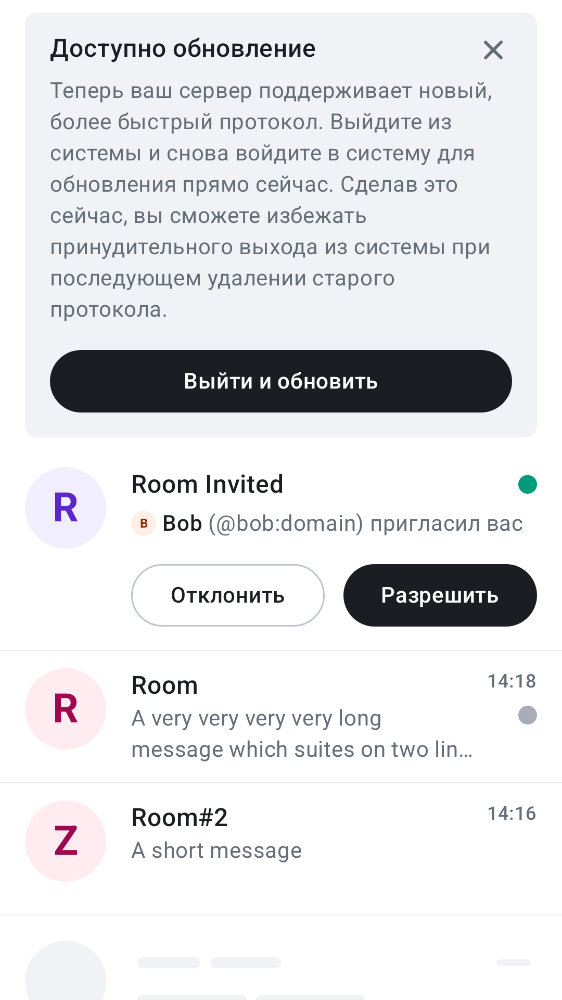 Доступно обновление
Теперь ваш сервер поддерживает новый,
более быстрый протокол. Выйдите из
системы и снова войдите в систему для
обновления прямо сейчас. Сделав это
сейчас, вы сможете избежать
принудительного выхода из системы при
последующем удалении старого
протокола.
Выйти и обновить
R
Room Invited
B Bob (@bob:domain) пригласил вас
Отклонить Разрешить
R
Room 14:18
A very very very very long
message which suites on two lin…
Z
Room#2 14:16
A short message